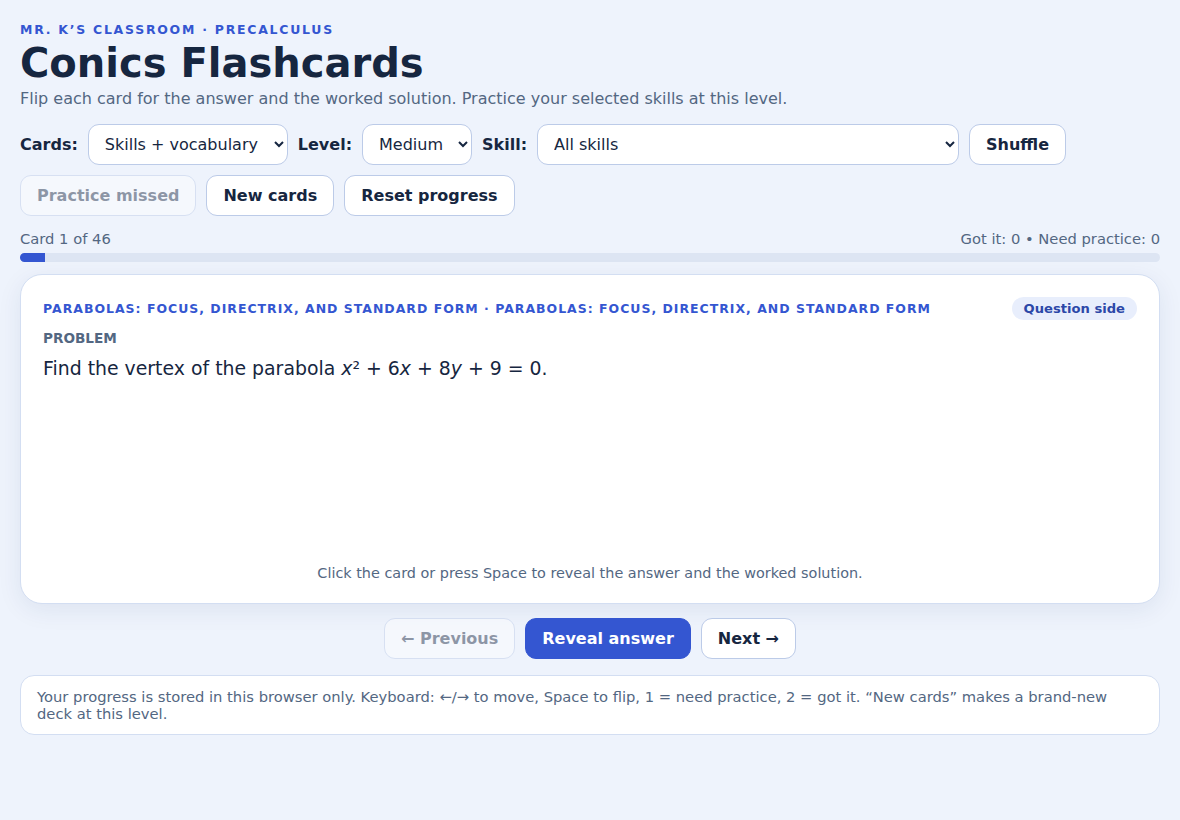 MR. K’S CLASSROOM · PRECALCULUS
Conics Flashcards
Flip each card for the answer and the worked solution. Practice your selected skills at this level.
Cards: Skills + vocabulary Level: Medium Skill: All skills Shuffle
Practice missed New cards Reset progress
Card 1 of 46 Got it: 0 • Need practice: 0
PARABOLAS: FOCUS, DIRECTRIX, AND STANDARD FORM · PARABOLAS: FOCUS, DIRECTRIX, AND STANDARD FORM Question side
PROBLEM
Find the vertex of the parabola x² + 6x + 8y + 9 = 0.
Click the card or press Space to reveal the answer and the worked solution.
← Previous Reveal answer Next →
Your progress is stored in this browser only. Keyboard: ←/→ to move, Space to flip, 1 = need practice, 2 = got it. “New cards” makes a brand-new
deck at this level.